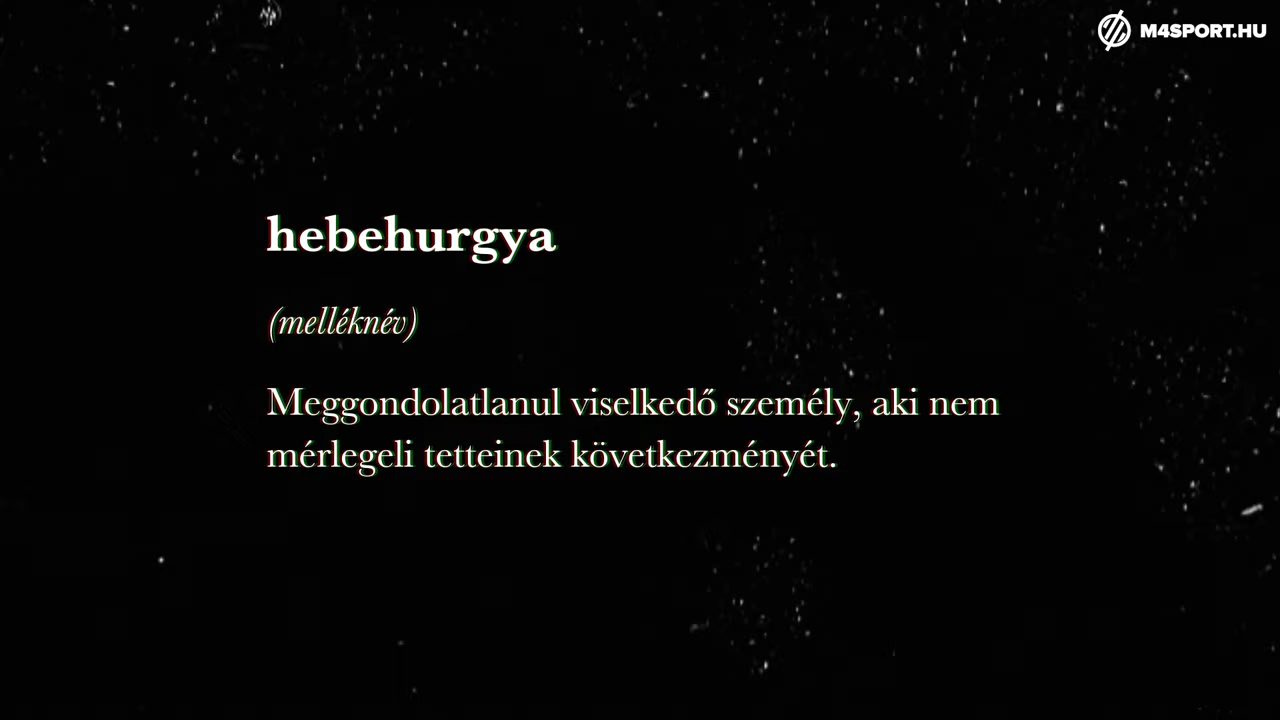 M4SPORT.HU
hebehurgya
(melléknév)
Meggondolatlanul viselkedő személy, aki nem
mérlegeli tetteinek következményét.